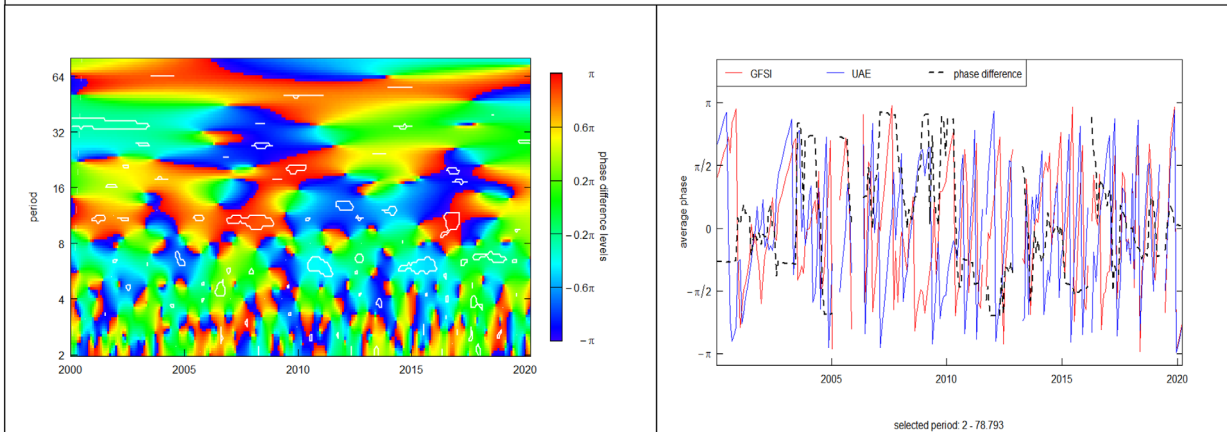 64
32
16
8
4
2
period
2000
2005
2010
2015
2020
π
0.6π
0.2π
-0.2π
-0.6π
-π
phase difference levels
GFSI
UAE
phase difference
π
π/2
0
-π/2
-π
average phase
2005
2010
2015
2020
selected period: 2 - 78.793